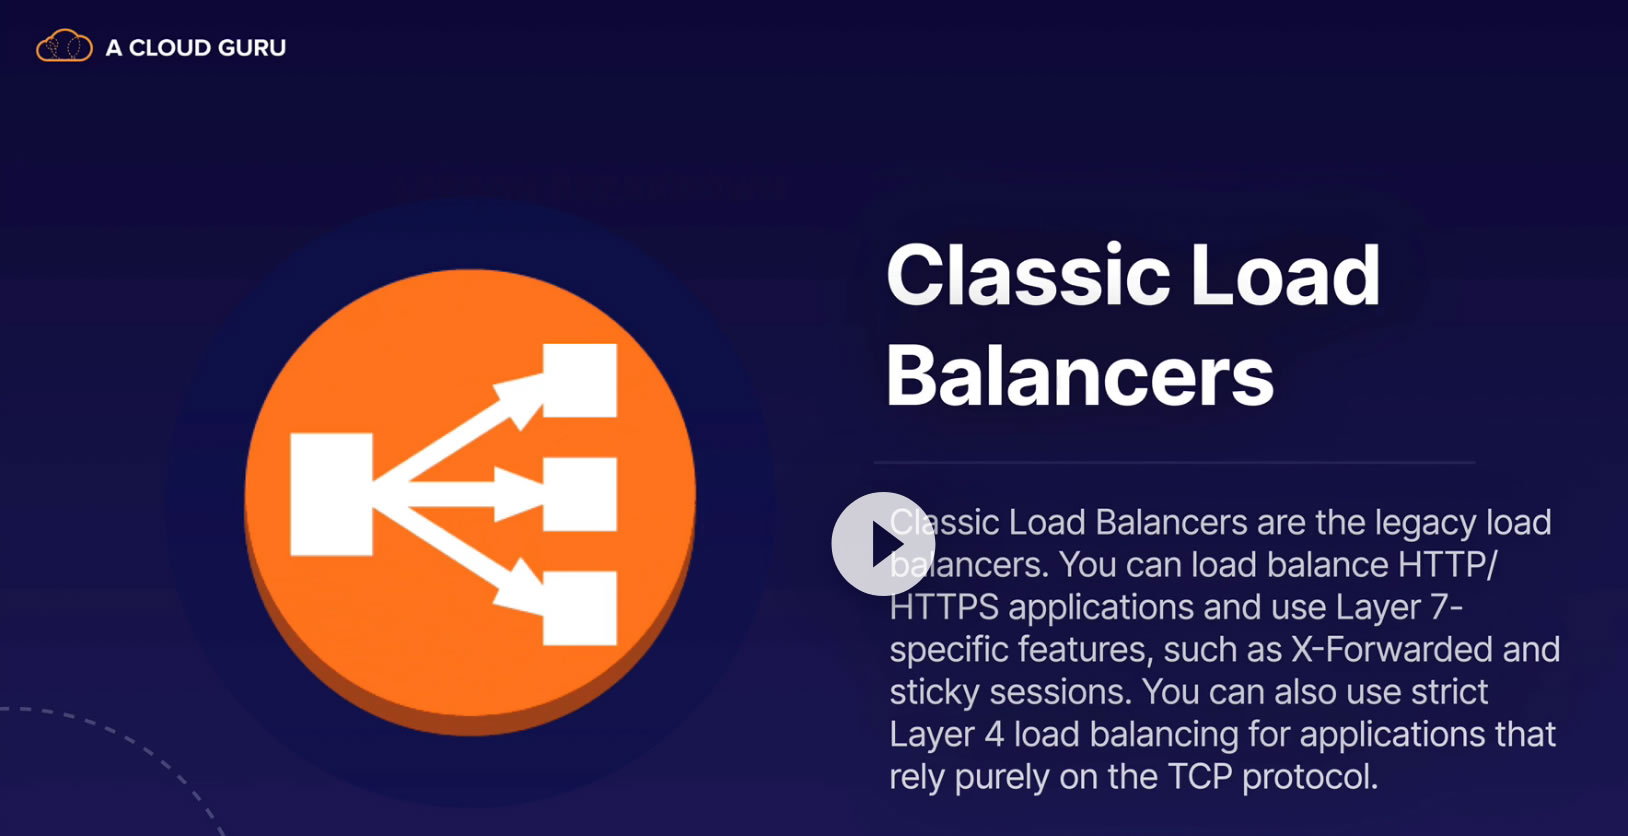 A CLOUD GURU
Classic Load
Balancers
Classic Load Balancers are the legacy load
balancers. You can load balance HTTP/
HTTPS applications and use Layer 7-
specific features, such as X-Forwarded and
sticky sessions. You can also use strict
Layer 4 load balancing for applications that
rely purely on the TCP protocol.